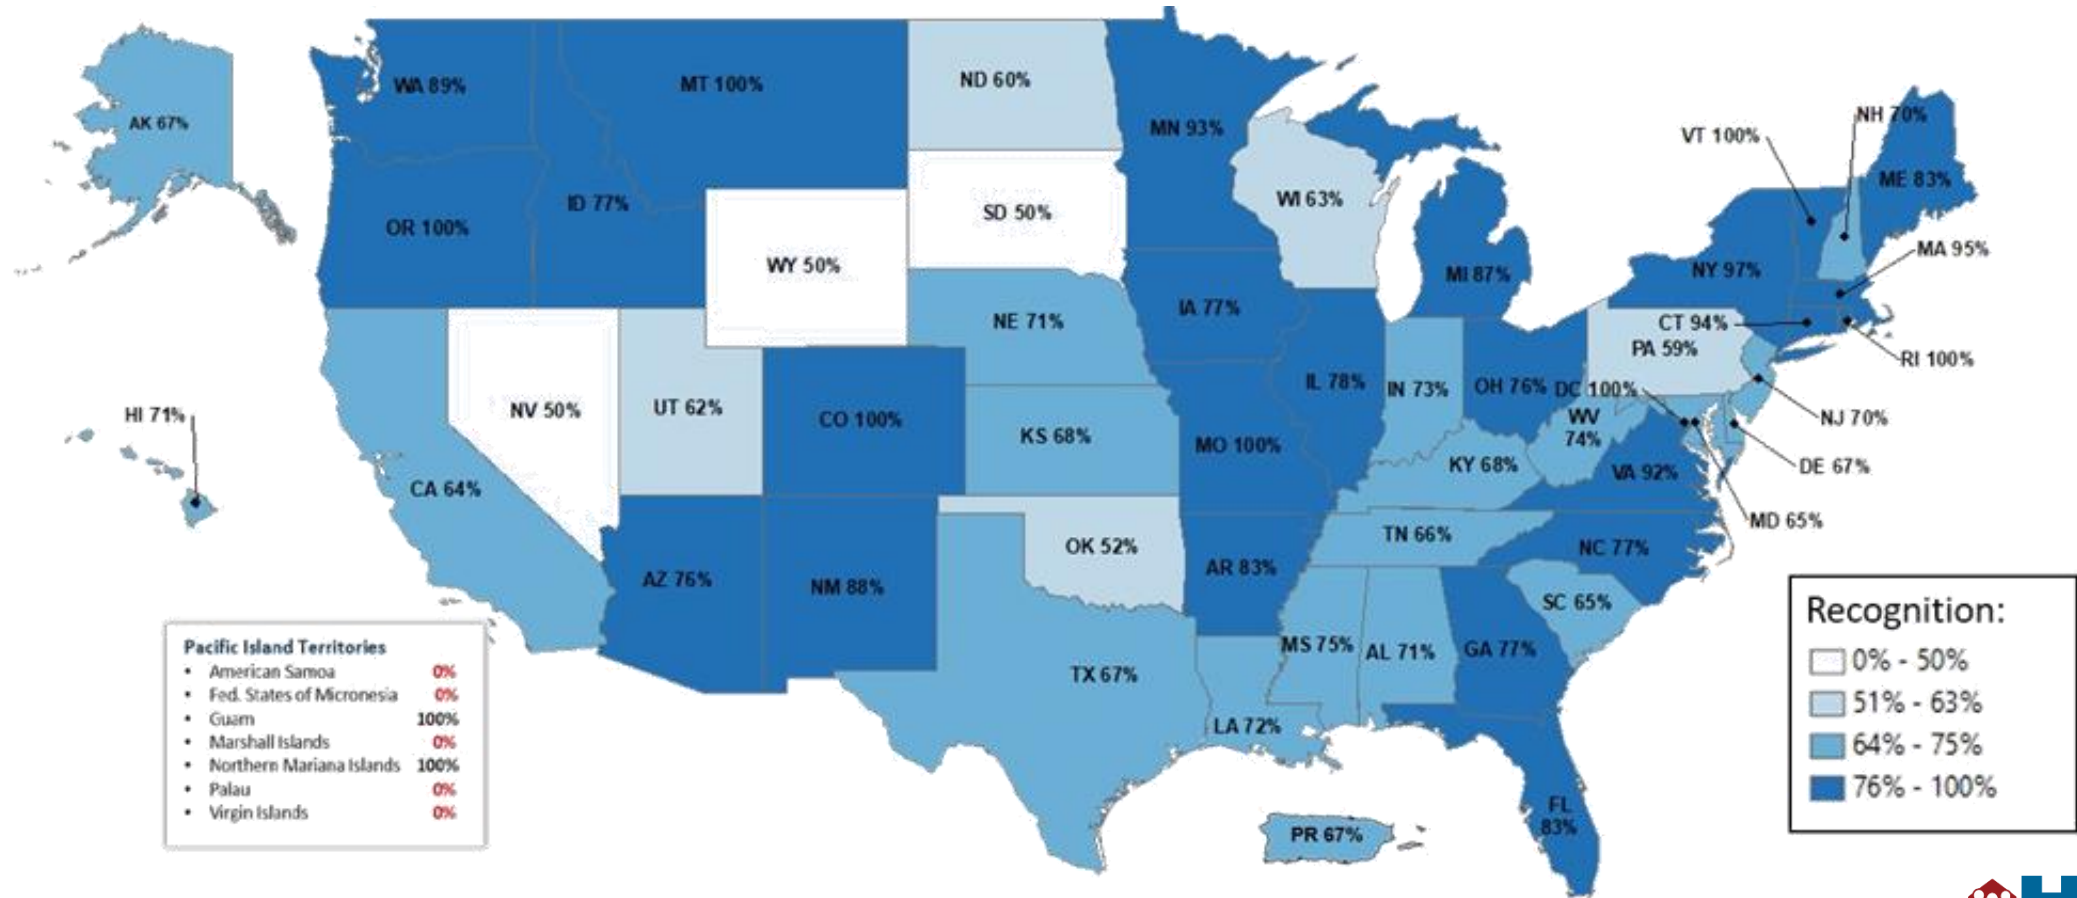 WA 89%
MT 100%
ND 60%
MN 93%
AK 67%
NH 70%
VT 100%
ME 83%
ID 77%
WI 63%
OR 100%
SD 50%
MA 95%
WY 50%
NY 97%
MI 87%
IA 77%
NE 71%
CT 94%
PA 59%
RI 100%
IL 78%
IN 73%
OH 76%
DC 100%
HI 71%
NV 50%
UT 62%
CO 100%
WV
74%
NJ 70%
KS 68%
MO 100%
KY 68%
DE 67%
VA 92%
CA 64%
MD 65%
TN 66%
NC 77%
OK 52%
AR 83%
AZ 76%
NM 88%
SC 65%
MS 75%
AL 71%
GA 77%
TX 67%
LA 72%
FL
83%
PR 67%
Pacific Island Territories
• American Samoa 0%
• Fed. States of Micronesia 0%
• Guam 100%
• Marshall Islands 0%
• Northern Mariana Islands 100%
• Palau 0%
• Virgin Islands 0%
Recognition:
0% - 50%
51% - 63%
64% - 75%
76% - 100%